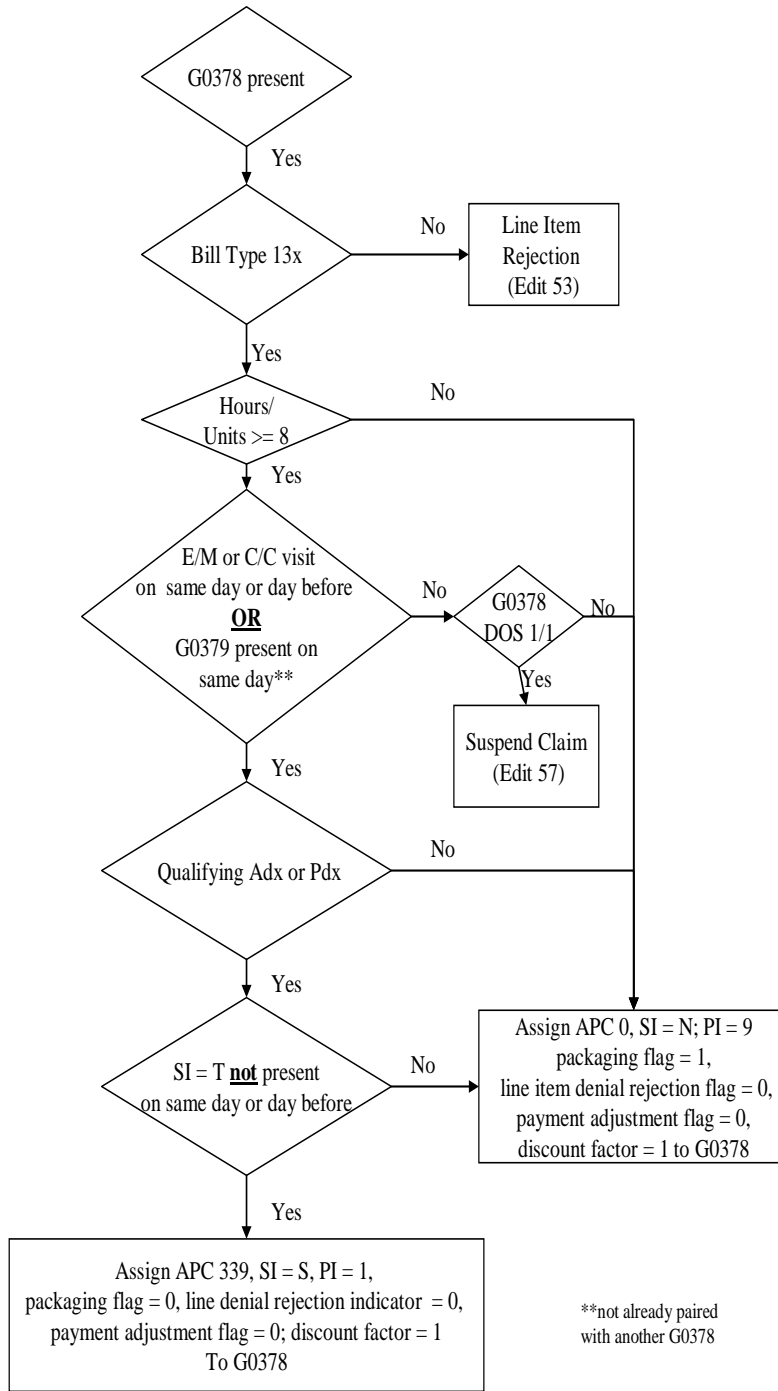 G0378 present
Yes
Bill Type 13x
No
Line Item
Rejection
(Edit 53)
Yes
Hours/
Units >= 8
No
Yes
E/M or C/C visit
on same day or day before
OR
G0379 present on
same day**
No
G0378
DOS 1/1
No
Yes
Suspend Claim
(Edit 57)
Yes
Qualifying Adx or Pdx
No
Yes
SI = T not present
on same day or day before
No
Assign APC 0, SI = N; PI = 9
packaging flag = 1,
line item denial rejection flag = 0,
payment adjustment flag = 0,
discount factor = 1 to G0378
Yes
Assign APC 339, SI = S, PI = 1,
packaging flag = 0, line denial rejection indicator = 0,
payment adjustment flag = 0; discount factor = 1
To G0378
**not already paired
with another G0378